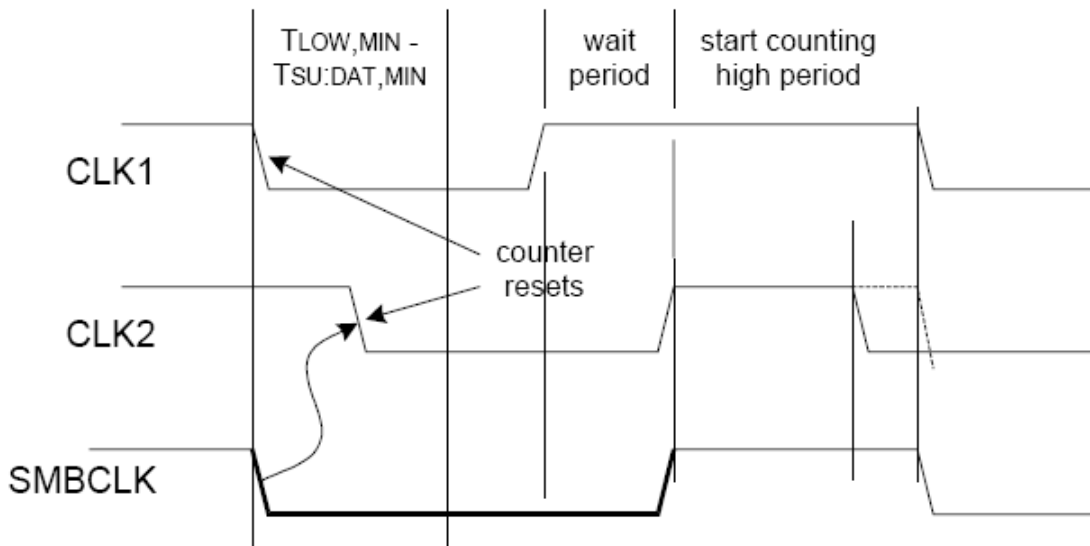 TLOW,MIN -
TSU:DAT,MIN
wait
period
start counting
high period
CLK1
counter
resets
CLK2
SMBCLK